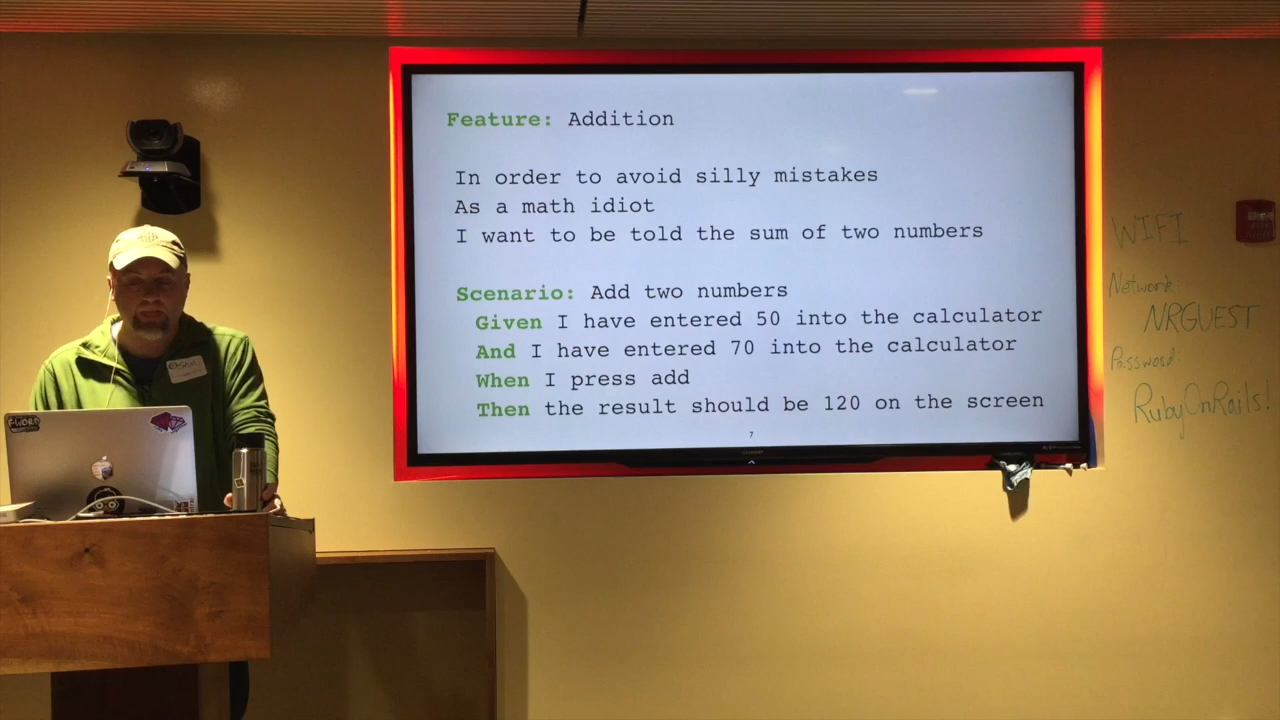 Feature: Addition
In order to avoid silly mistakes
As a math idiot
I want to be told the sum of two numbers
Scenario: Add two numbers
Given I have entered 50 into the calculator
And I have entered 70 into the calculator
When I press add
Then the result should be 120 on the screen
7
WIFI
Network:
NRGUEST
Password:
RubyOnRails!
F-WORD